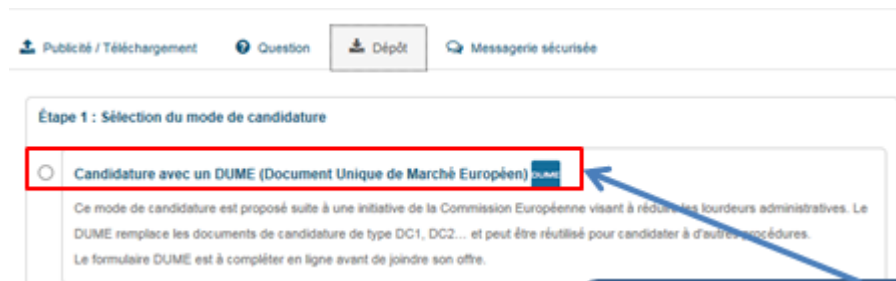 Publicité / Téléchargement Question Dépôt Messagerie sécurisée
Étape 1 : Sélection du mode de candidature
Candidature avec un DUME (Document Unique de Marché Européen) DUME
Ce mode de candidature est proposé suite à une initiative de la Commission Européenne visant à réduire les lourdeurs administratives. Le
DUME remplace les documents de candidature de type DC1, DC2... et peut être réutilisé pour candidater à d'autres procédures.
Le formulaire DUME est à compléter en ligne avant de joindre son offre.